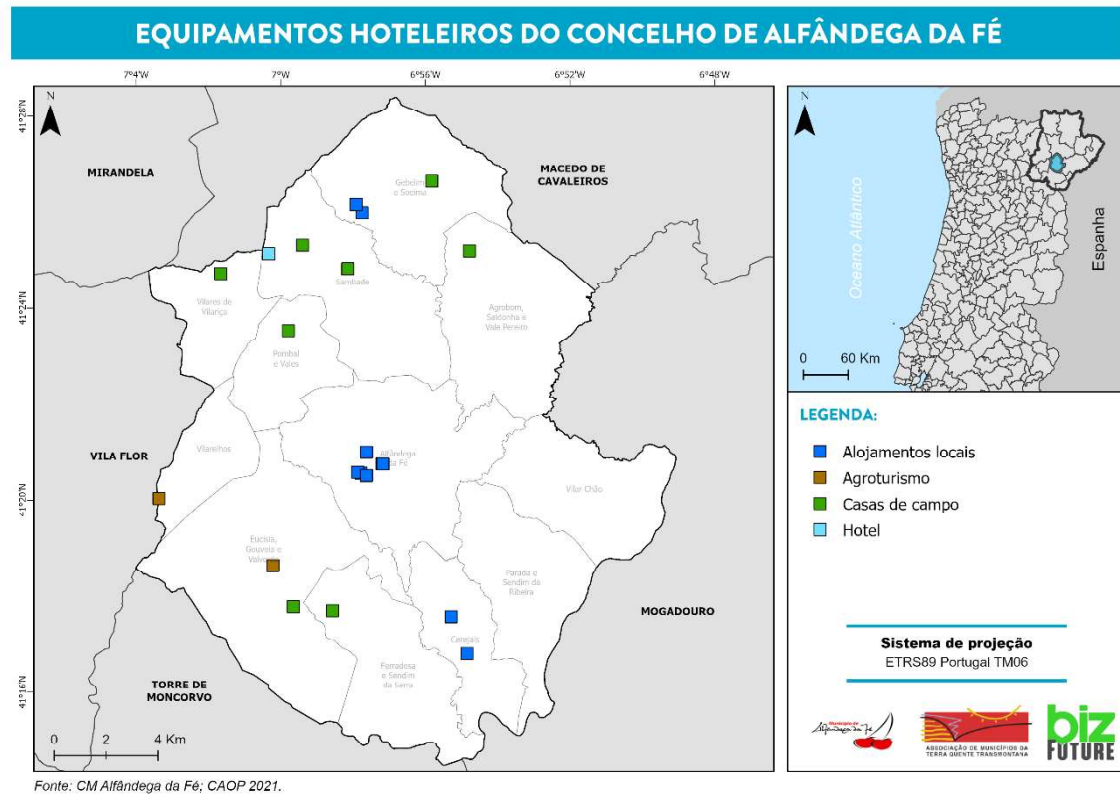 EQUIPAMENTOS HOTELEIROS DO CONCELHO DE ALFÂNDEGA DA FÉ
7°4'W
7°W
6°56'W
6°52'W
6°48'W
41°28'N
41°24'N
41°20'N
41°16'N
N
MIRANDELA
MACEDO DE
CAVALEIROS
Gebelim
e Soeima
Sambade
Vilares de
Vilariça
Agrobom,
Saldonha e
Vale Pereiro
Pombal
e Vales
VILA FLOR
Vilarelhos
Alfândega
da Fé
Vilar Chão
Eucisia,
Gouveia e
Valverde
Parada e
Sendim da
Ribeira
MOGADOURO
Cerejais
Ferradosa
e Sendim
da Serra
TORRE DE
MONCORVO
0 2 4 Km
N
Oceano Atlântico
Espanha
0 60 Km
LEGENDA:
Alojamentos locais
Agroturismo
Casas de campo
Hotel
Sistema de projeção
ETRS89 Portugal TM06
Município de
Alfândega da Fé
ASSOCIAÇÃO DE MUNICÍPIOS DA
TERRA QUENTE TRANSMONTANA
biz
FUTURE
Fonte: CM Alfândega da Fé; CAOP 2021.